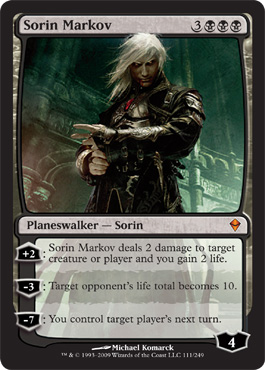 Sorin Markov 3
Planeswalker — Sorin
+2: Sorin Markov deals 2 damage to target
creature or player and you gain 2 life.
-3: Target opponent's life total becomes 10.
-7: You control target player's next turn.
4
Michael Komarck
™ & © 1993-2009 Wizards of the Coast LLC 111/249